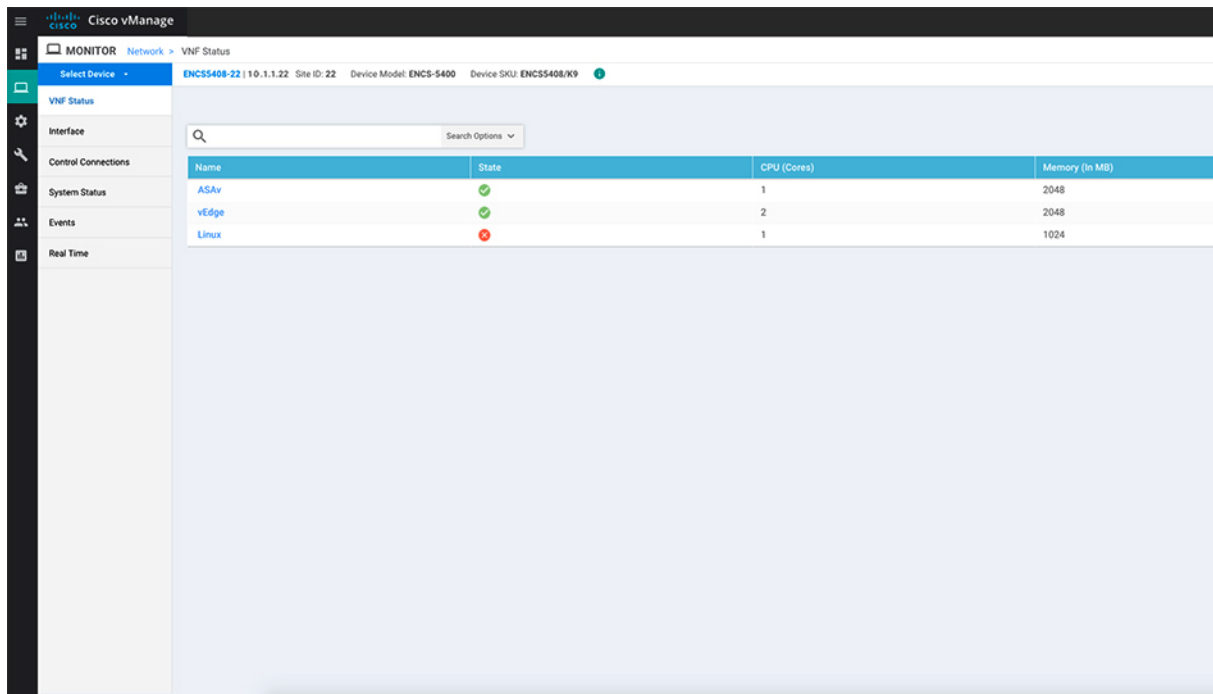 cisco Cisco vManage
MONITOR Network > VNF Status
Select Device ENCS5408-22 | 10.1.1.22 Site ID: 22 Device Model: ENCS-5400 Device SKU: ENCS5408/K9
VNF Status
Interface
Control Connections
System Status
Events
Real Time
Search Options
Name State CPU (Cores) Memory (In MB)
ASAv 1 2048
vEdge 2 2048
Linux 1 1024